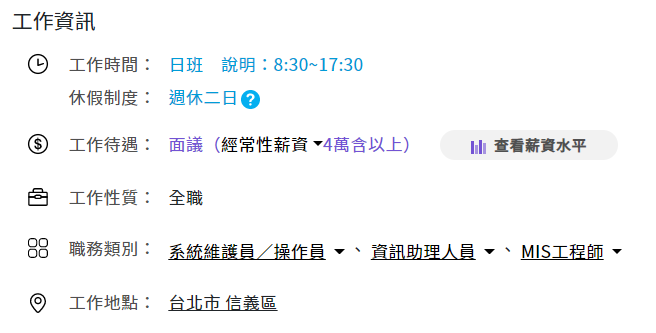 工作資訊
工作時間： 日班 說明：8:30~17:30
休假制度： 週休二日 ?
工作待遇： 面議（經常性薪資 4萬含以上） 查看薪資水平
工作性質： 全職
職務類別： 系統維護員／操作員 、 資訊助理人員 、 MIS工程師
工作地點： 台北市 信義區